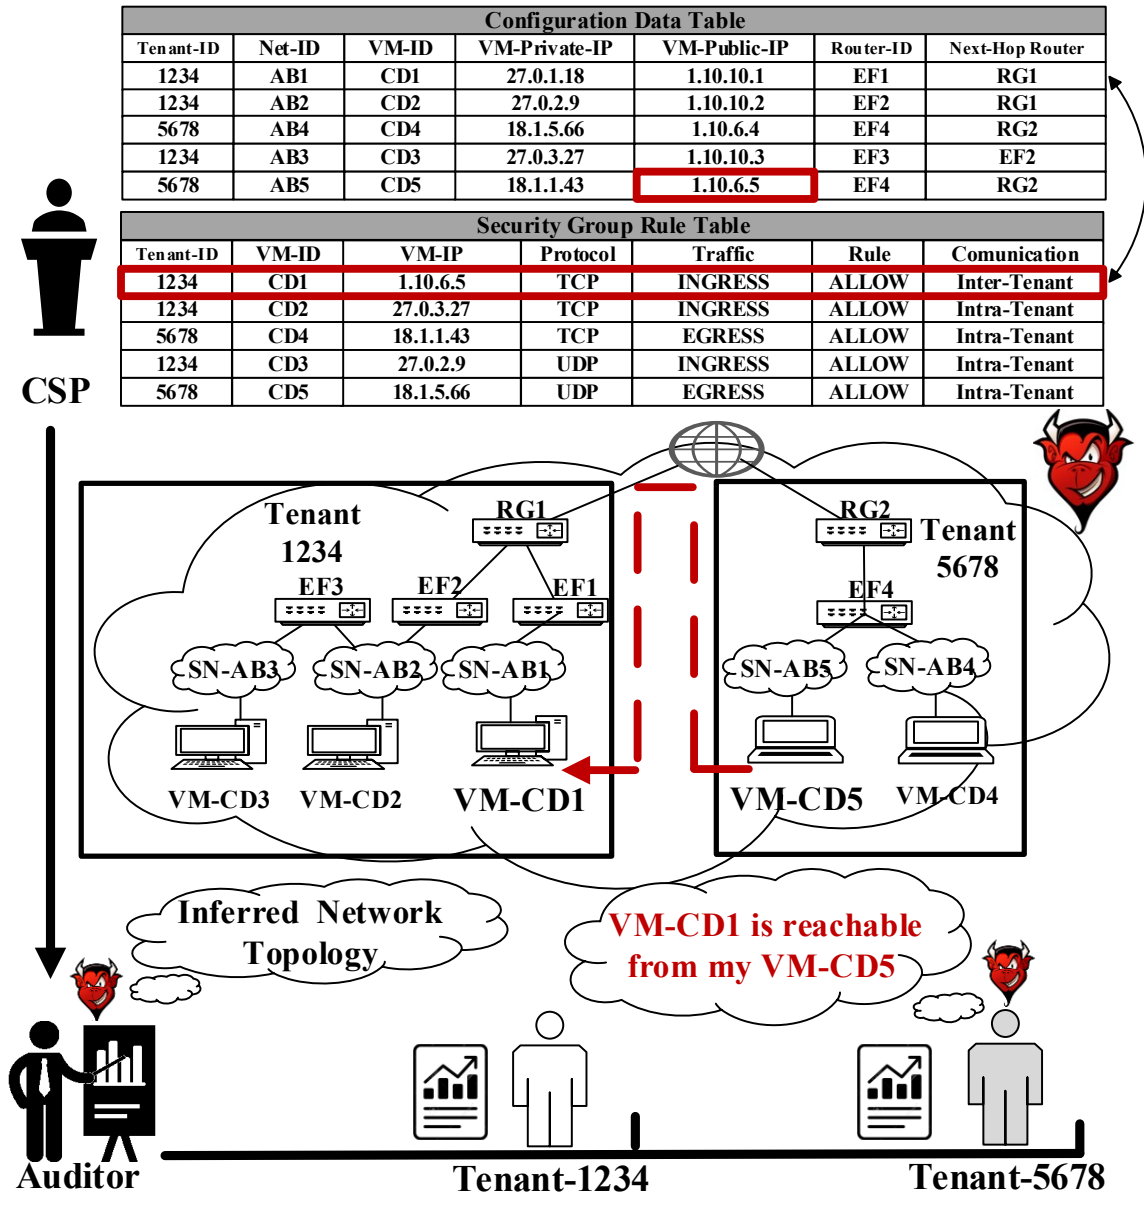 Configuration Data Table
Tenant-ID Net-ID VM-ID VM-Private-IP VM-Public-IP Router-ID Next-Hop Router
1234 AB1 CD1 27.0.1.18 1.10.10.1 EF1 RG1
1234 AB2 CD2 27.0.2.9 1.10.10.2 EF2 RG1
5678 AB4 CD4 18.1.5.66 1.10.6.4 EF4 RG2
1234 AB3 CD3 27.0.3.27 1.10.10.3 EF3 EF2
5678 AB5 CD5 18.1.1.43 1.10.6.5 EF4 RG2
Security Group Rule Table
Tenant-ID VM-ID VM-IP Protocol Traffic Rule Comunication
1234 CD1 1.10.6.5 TCP INGRESS ALLOW Inter-Tenant
1234 CD2 27.0.3.27 TCP INGRESS ALLOW Intra-Tenant
5678 CD4 18.1.1.43 TCP EGRESS ALLOW Intra-Tenant
1234 CD3 27.0.2.9 UDP INGRESS ALLOW Intra-Tenant
5678 CD5 18.1.5.66 UDP EGRESS ALLOW Intra-Tenant
CSP
Tenant
1234
RG1
EF3 EF2 EF1
SN-AB3 SN-AB2 SN-AB1
VM-CD3 VM-CD2 VM-CD1
RG2
Tenant
5678
EF4
SN-AB5 SN-AB4
VM-CD5 VM-CD4
Inferred Network
Topology
VM-CD1 is reachable
from my VM-CD5
Auditor
Tenant-1234
Tenant-5678